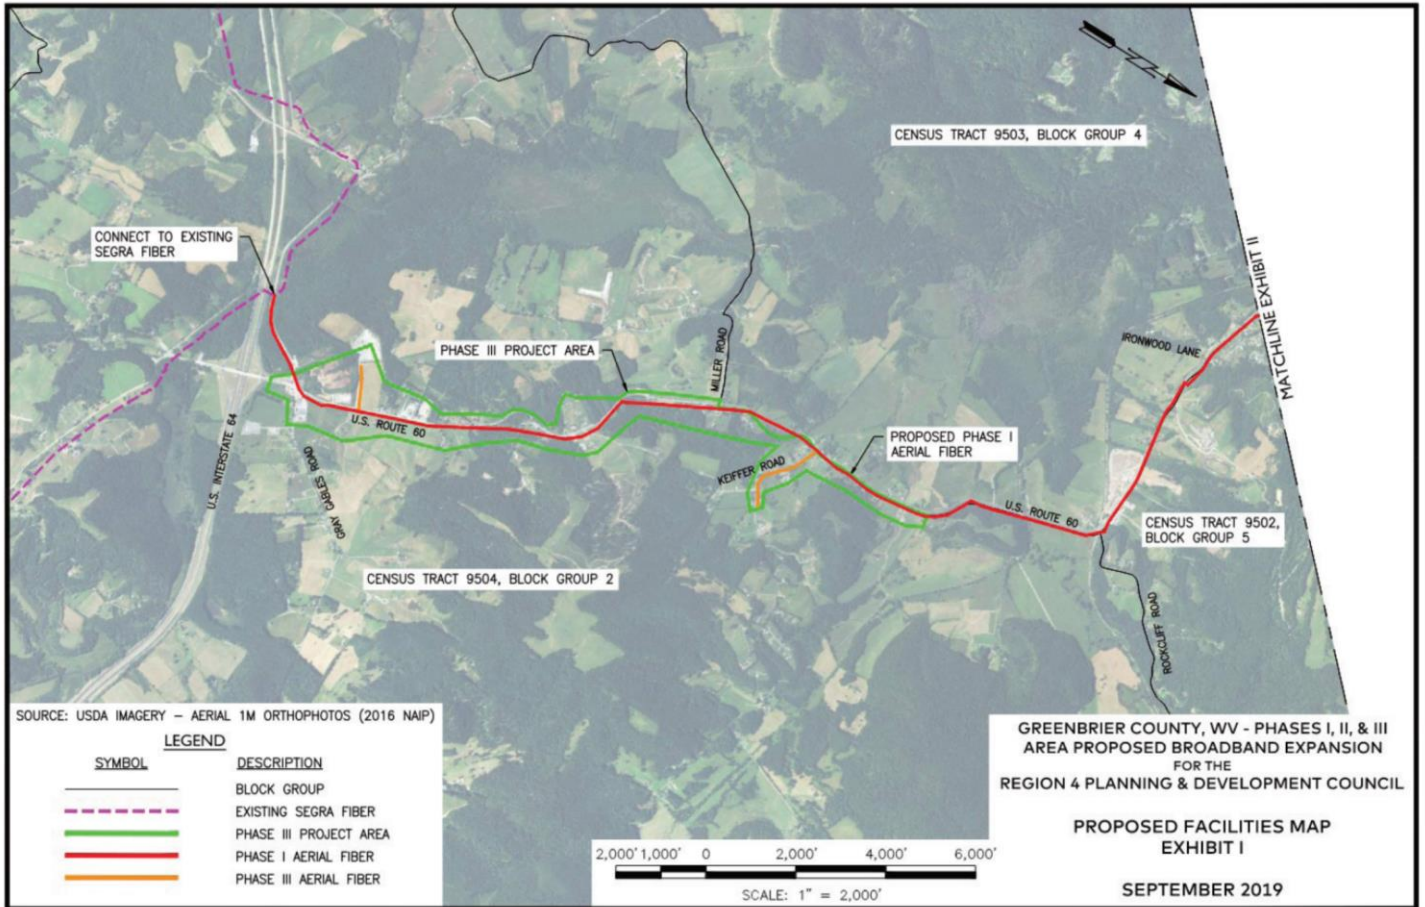 CENSUS TRACT 9503, BLOCK GROUP 4
CONNECT TO EXISTING
SEGRA FIBER
MATCHLINE EXHIBIT II
IRONWOOD LANE
PHASE III PROJECT AREA
MILLER ROAD
U.S. INTERSTATE 64
U.S. ROUTE 60
GRAY GABLES ROAD
KEIFFER ROAD
PROPOSED PHASE I
AERIAL FIBER
U.S. ROUTE 60
CENSUS TRACT 9502,
BLOCK GROUP 5
CENSUS TRACT 9504, BLOCK GROUP 2
ROCKCLIFF ROAD
SOURCE: USDA IMAGERY - AERIAL 1M ORTHOPHOTOS (2016 NAIP)
LEGEND
SYMBOL DESCRIPTION
BLOCK GROUP
EXISTING SEGRA FIBER
PHASE III PROJECT AREA
PHASE I AERIAL FIBER
PHASE III AERIAL FIBER
2,000' 1,000' 0 2,000' 4,000' 6,000'
SCALE: 1" = 2,000'
GREENBRIER COUNTY, WV - PHASES I, II, & III
AREA PROPOSED BROADBAND EXPANSION
FOR THE
REGION 4 PLANNING & DEVELOPMENT COUNCIL
PROPOSED FACILITIES MAP
EXHIBIT I
SEPTEMBER 2019